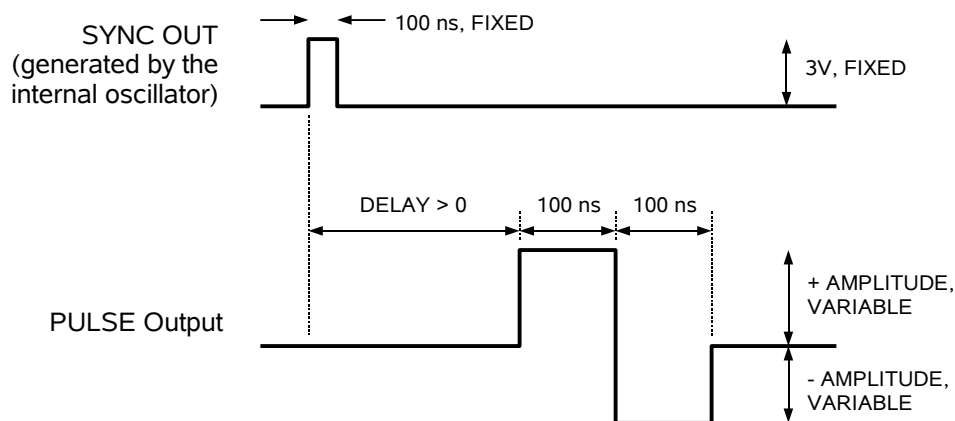 100 ns, FIXED
SYNC OUT
(generated by the
internal oscillator)
3V, FIXED
DELAY > 0
100 ns
100 ns
+ AMPLITUDE,
VARIABLE
PULSE Output
- AMPLITUDE,
VARIABLE